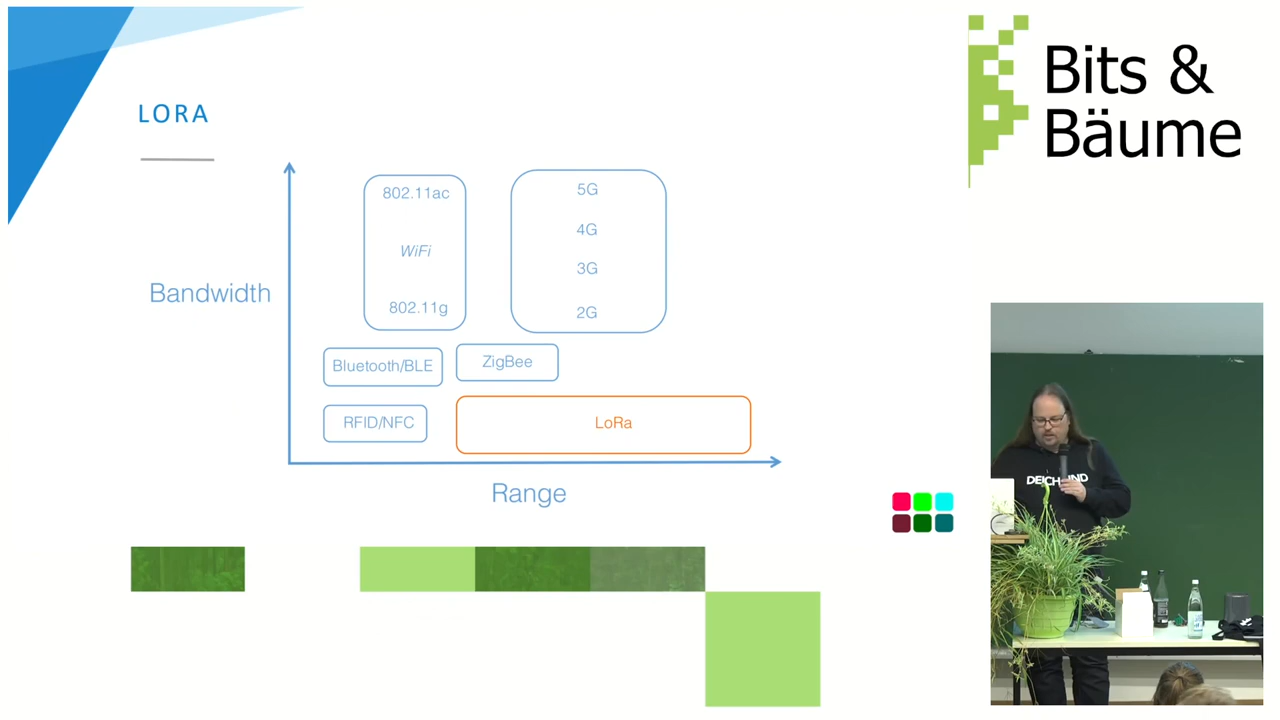 LORA
Bits &
Bäume
802.11ac
WiFi
802.11g
5G
4G
3G
2G
Bandwidth
Bluetooth/BLE
ZigBee
RFID/NFC
LoRa
Range